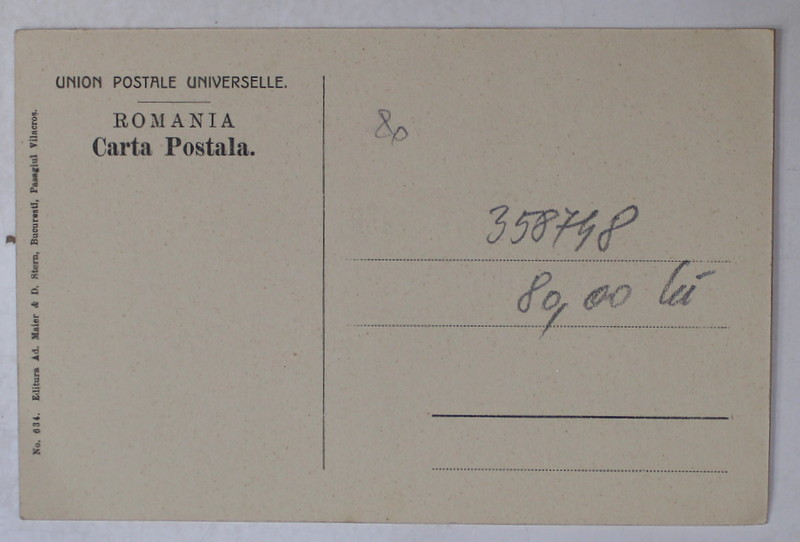 UNION POSTALE UNIVERSELLE.
ROMANIA
Carta Postala.
No. 634. Editura Ad. Maier & D. Stern, Bucuresti, Pasagiul Vilacros.
80
358748
80,00 lei